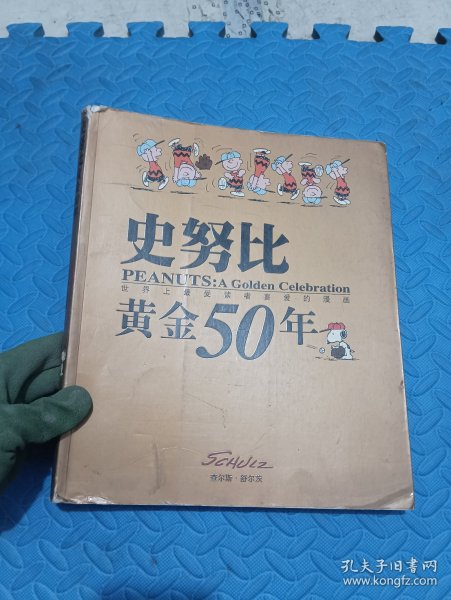 史努比
PEANUTS: A Golden Celebration
世界上最受读者喜爱的漫画
黄金50年
SCHULZ
查尔斯·舒尔茨
孔夫子旧书网
www.kongfz.com